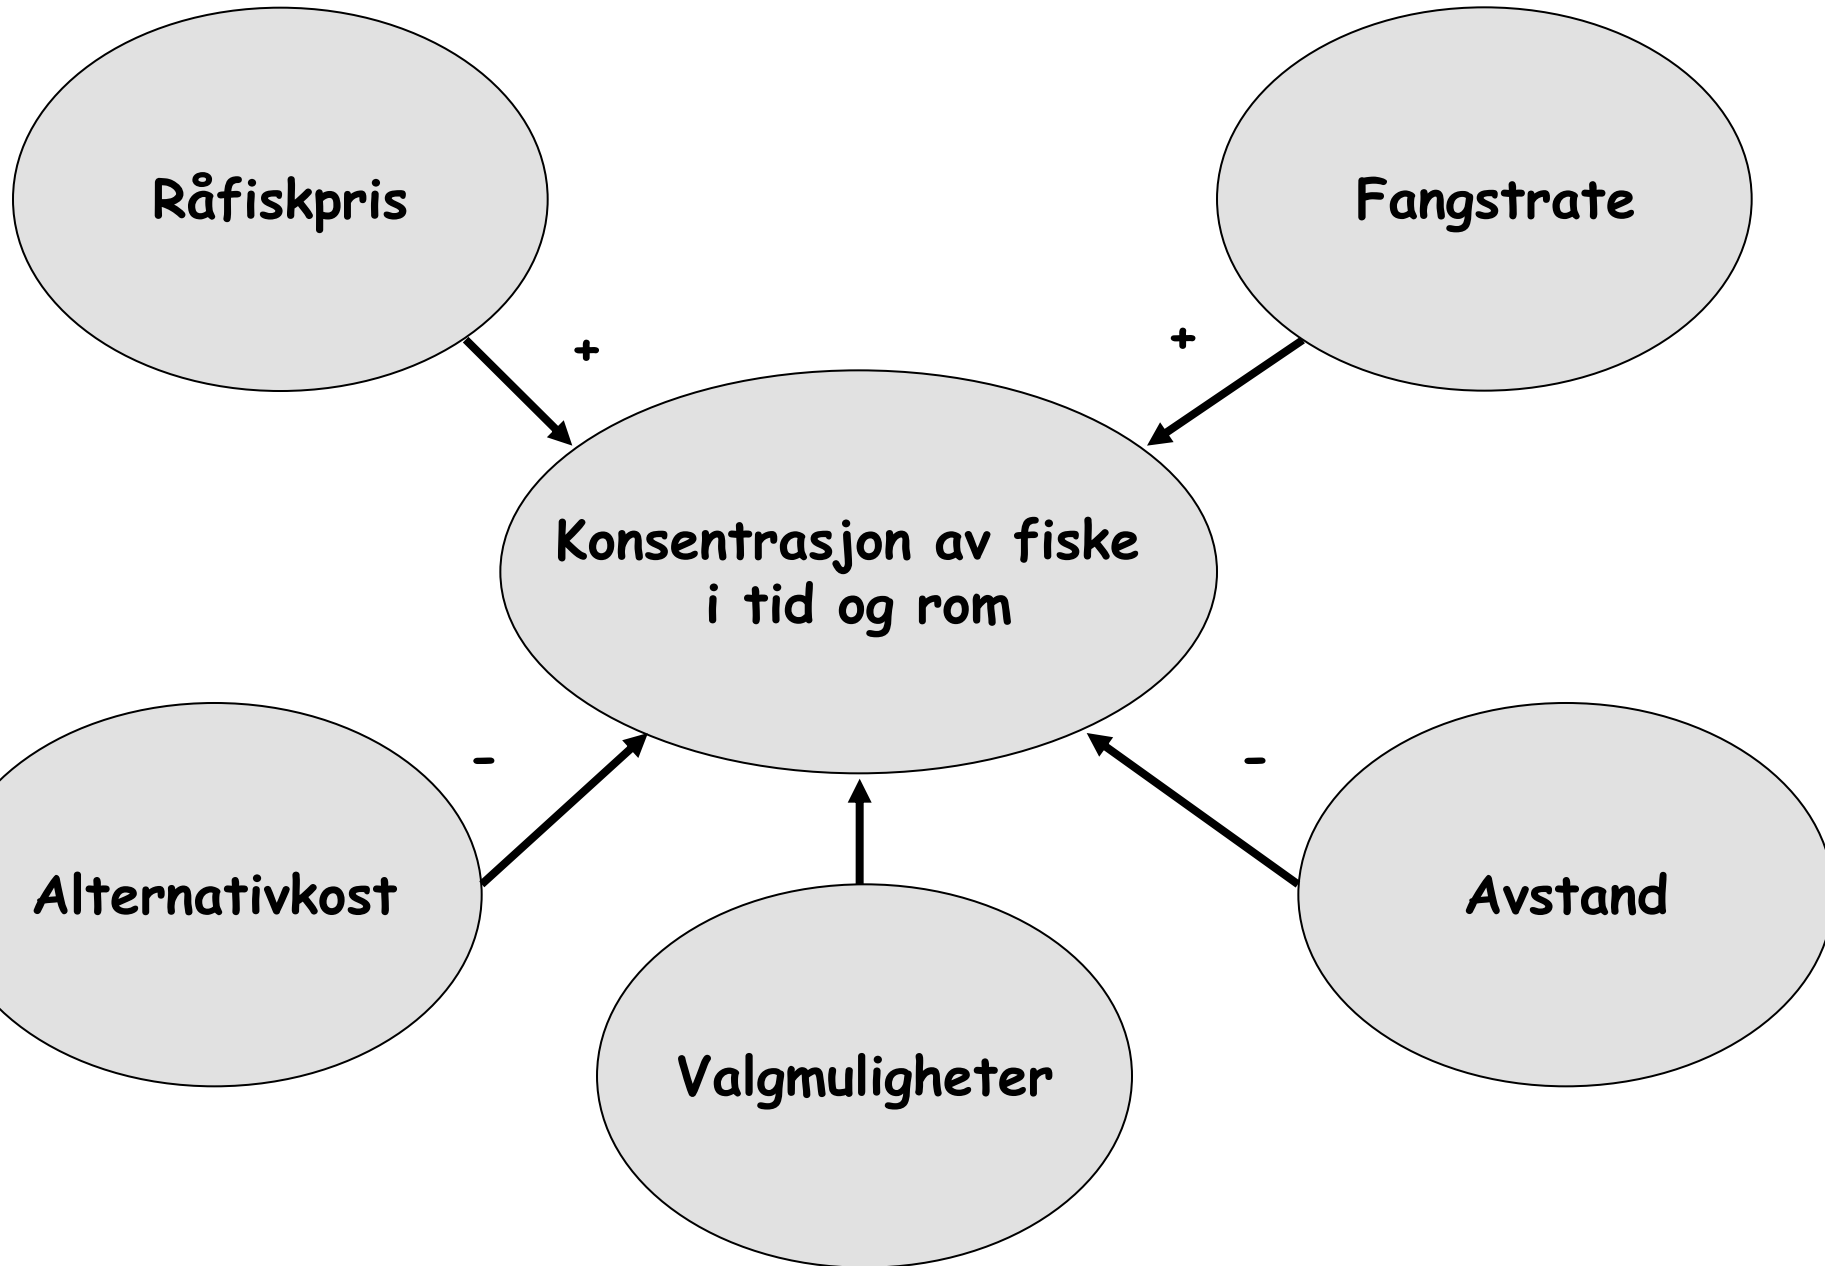 Råfiskpris
Fangstrate
+
+
Konsentrasjon av fiske
i tid og rom
-
-
Alternativkost
Avstand
Valgmuligheter